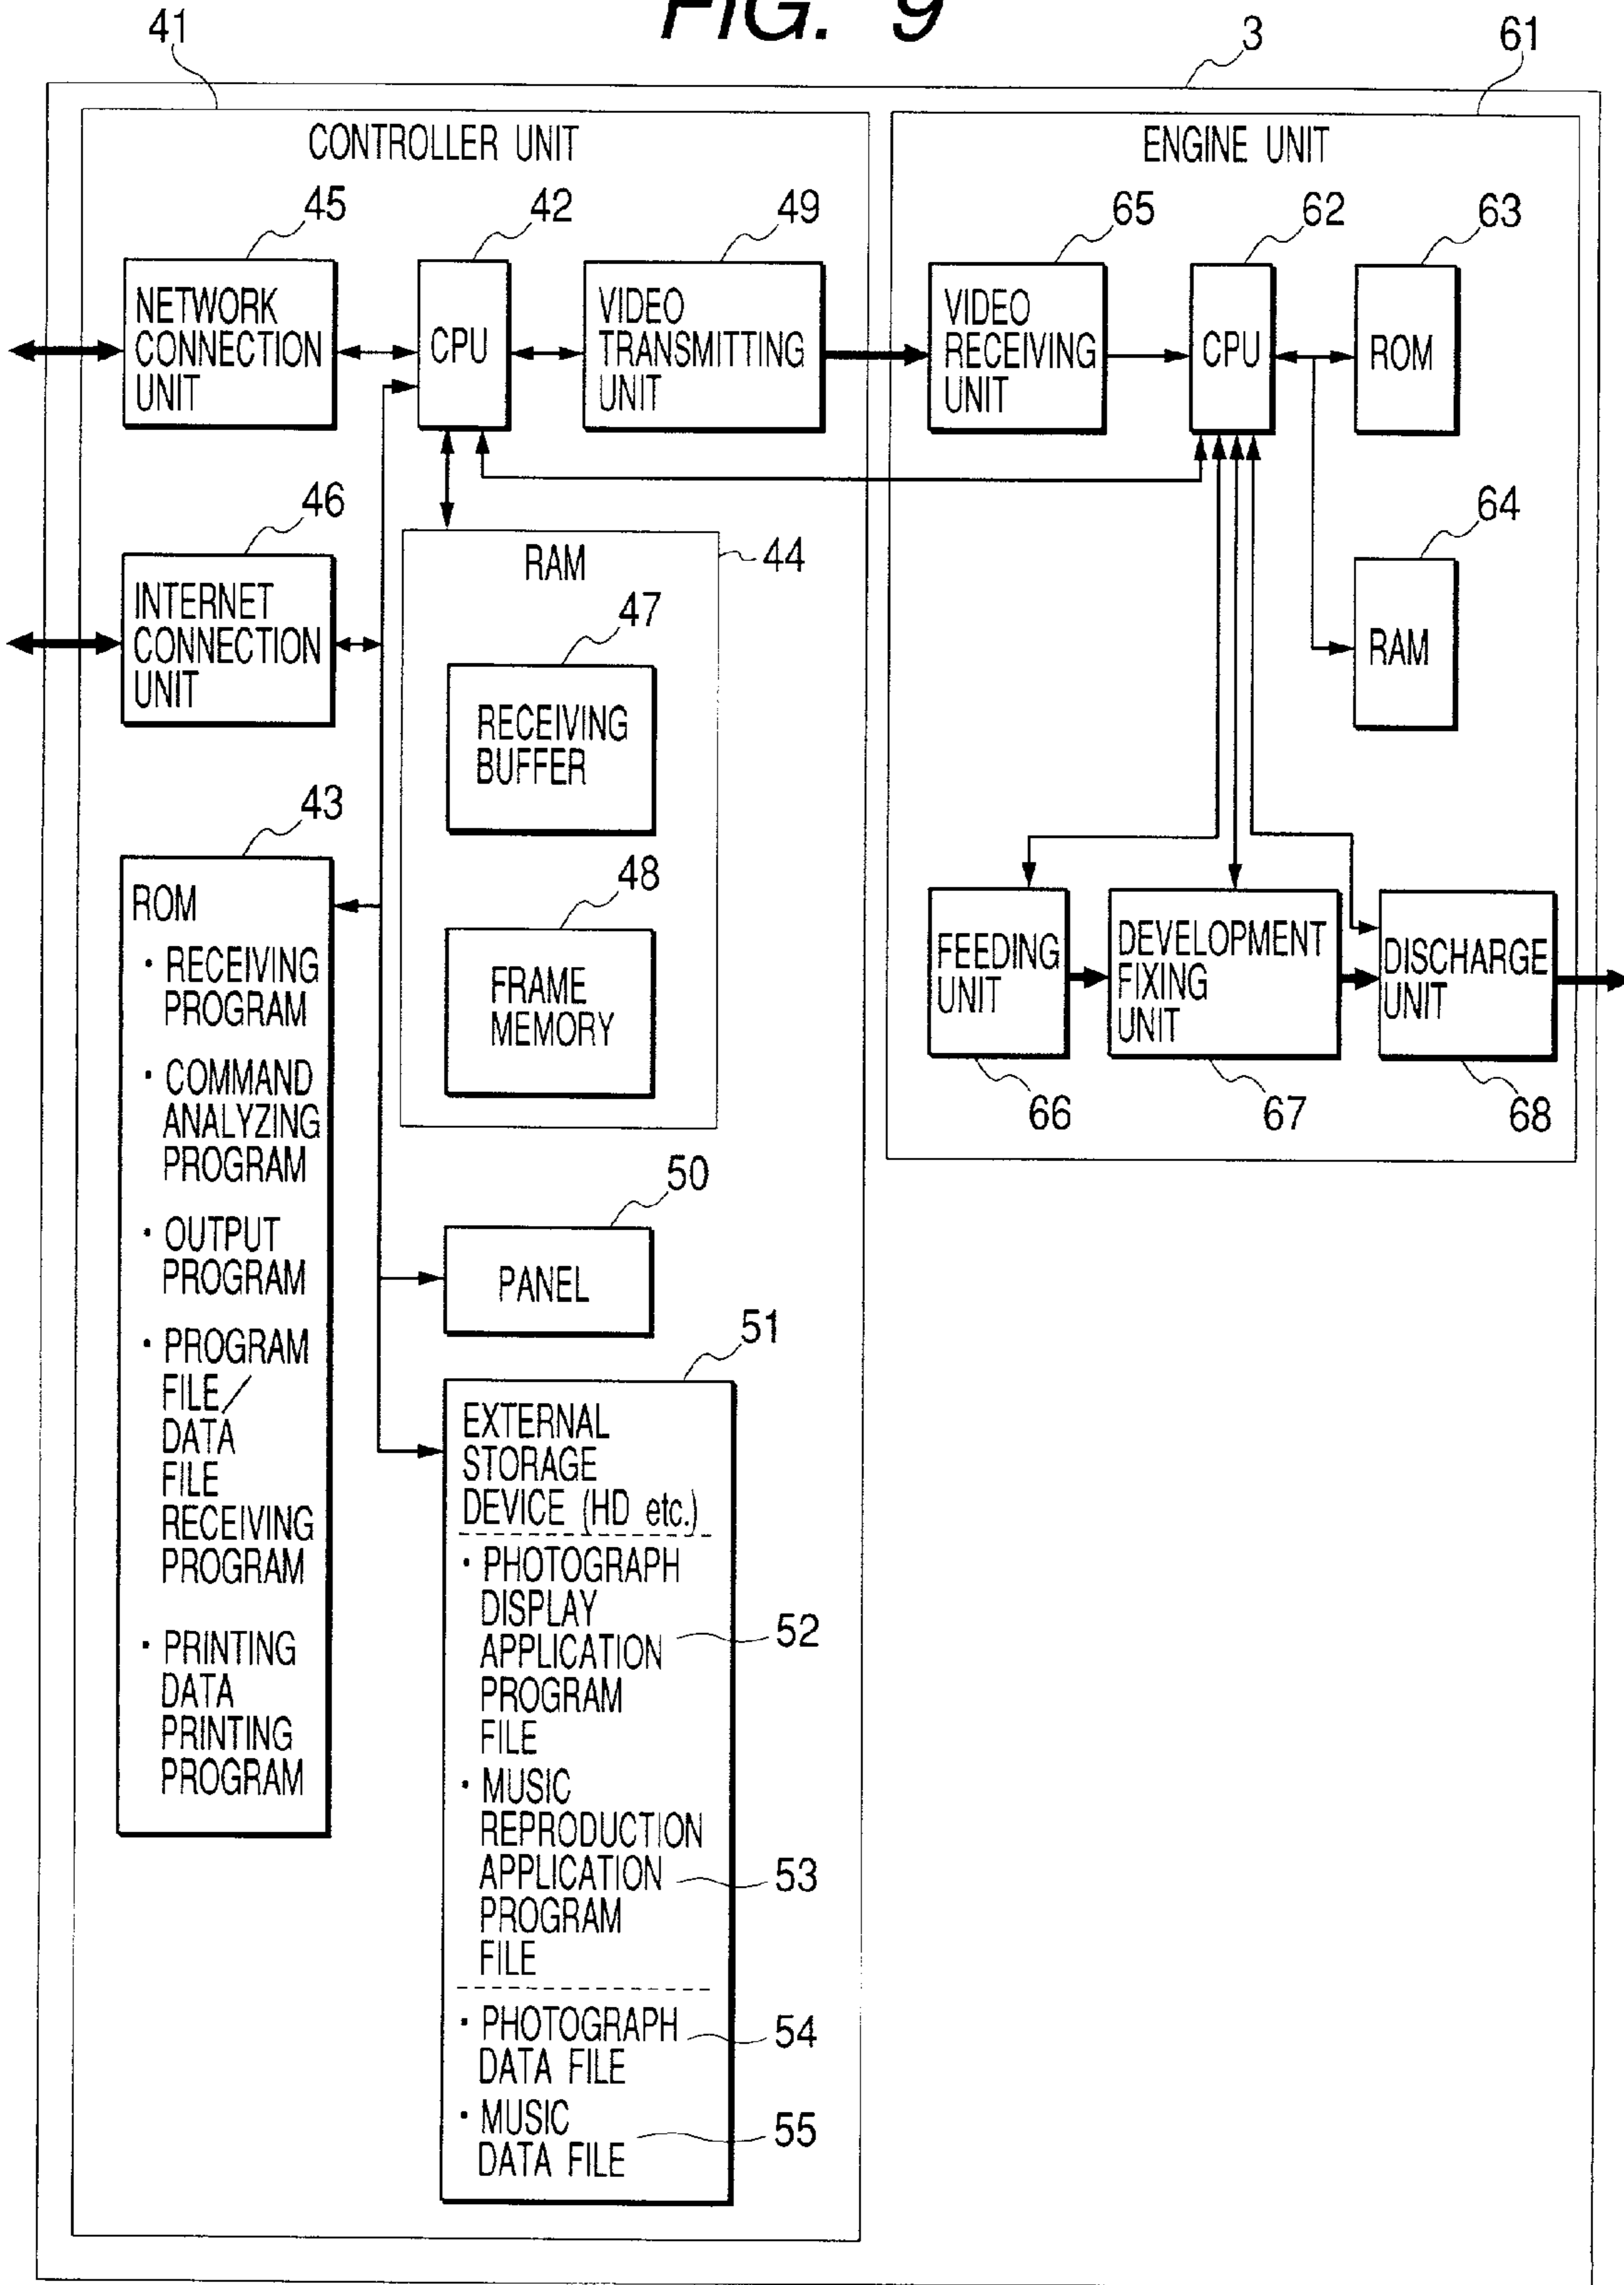 FIG. 9
41
3
61
CONTROLLER UNIT
45
42
49
NETWORK
CONNECTION
UNIT
CPU
VIDEO
TRANSMITTING
UNIT
46
INTERNET
CONNECTION
UNIT
RAM
44
47
RECEIVING
BUFFER
48
FRAME
MEMORY
43
ROM
· RECEIVING
PROGRAM
· COMMAND
ANALYZING
PROGRAM
· OUTPUT
PROGRAM
· PROGRAM
FILE/
DATA
FILE
RECEIVING
PROGRAM
· PRINTING
DATA
PRINTING
PROGRAM
50
PANEL
51
EXTERNAL
STORAGE
DEVICE (HD etc.)
· PHOTOGRAPH
DISPLAY
APPLICATION
PROGRAM
FILE
52
· MUSIC
REPRODUCTION
APPLICATION
PROGRAM
FILE
53
· PHOTOGRAPH
DATA FILE
54
· MUSIC
DATA FILE
55
ENGINE UNIT
65
62
63
VIDEO
RECEIVING
UNIT
CPU
ROM
64
RAM
FEEDING
UNIT
DEVELOPMENT
FIXING
UNIT
DISCHARGE
UNIT
66
67
68